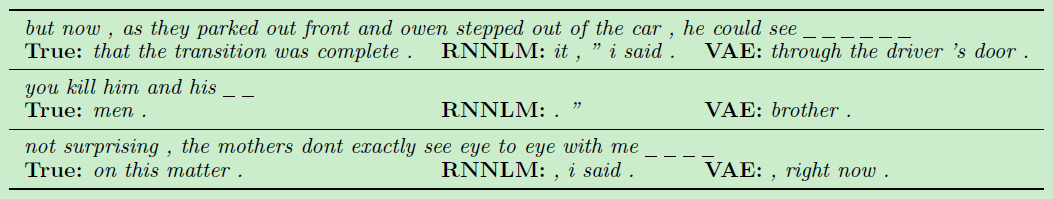 but now , as they parked out front and owen stepped out of the car , he could see _ _ _ _ _ _
True: that the transition was complete . RNNLM: it , ” i said . VAE: through the driver ’s door .
you kill him and his _ _
True: men . RNNLM: . ” VAE: brother .
not surprising , the mothers dont exactly see eye to eye with me _ _ _ _
True: on this matter . RNNLM: , i said . VAE: , right now .